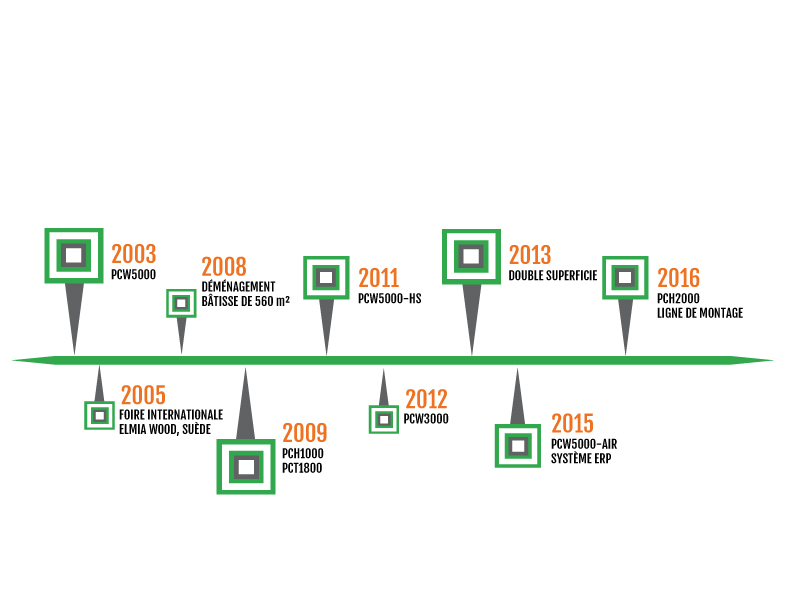 2003
PCW5000
2005
FOIRE INTERNATIONALE
ELMIA WOOD, SUÈDE
2008
DÉMÉNAGEMENT
BÂTISSE DE 560 m²
2009
PCH1000
PCT1800
2011
PCW5000-HS
2012
PCW3000
2013
DOUBLE SUPERFICIE
2015
PCW5000-AIR
SYSTÈME ERP
2016
PCH2000
LIGNE DE MONTAGE